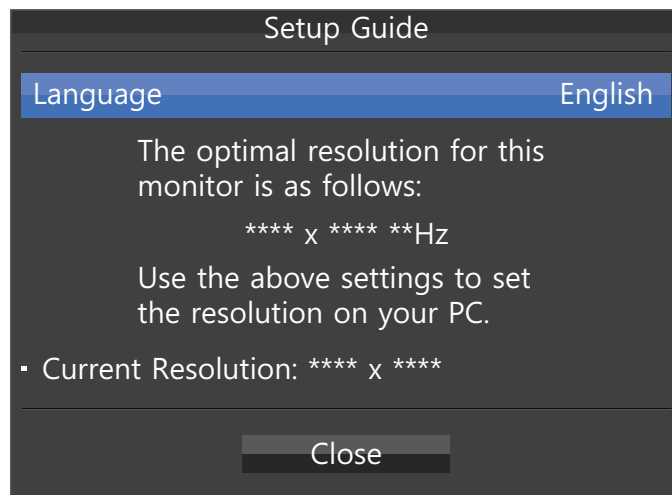 Setup Guide
Language English
The optimal resolution for this
monitor is as follows:
**** x **** **Hz
Use the above settings to set
the resolution on your PC.
Current Resolution: **** x ****
Close